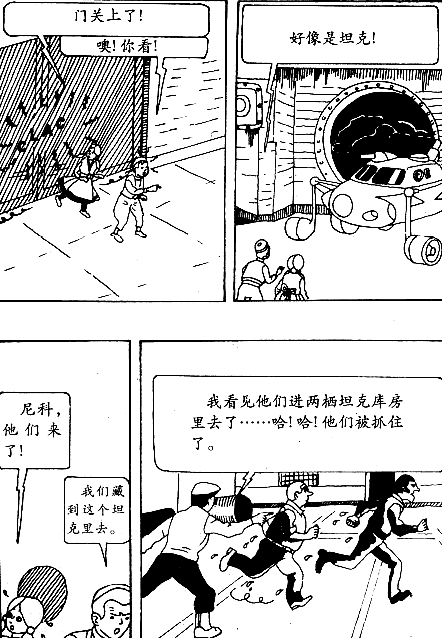 门关上了！
噢！你看！
CLAC
好像是坦克！
尼科，
他们来
了！
我们藏
到这个坦
克里去。
我看见他们进两栖坦克库房
里去了……哈！哈！他们被抓住
了。